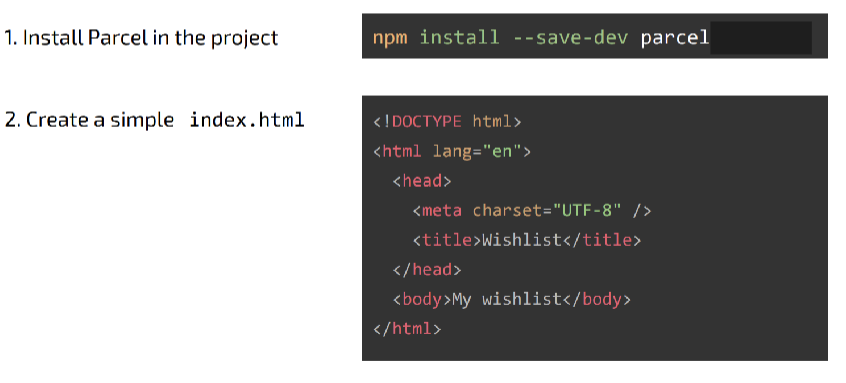 1. Install Parcel in the project
npm install --save-dev parcel
2. Create a simple index.html
<!DOCTYPE html>
<html lang="en">
<head>
<meta charset="UTF-8" />
<title>Wishlist</title>
</head>
<body>My wishlist</body>
</html>